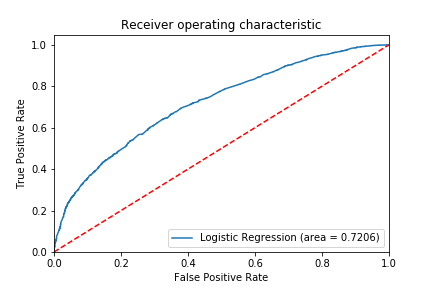 Receiver operating characteristic
True Positive Rate
1.0
0.8
0.6
0.4
0.2
0.0
Logistic Regression (area = 0.7206)
0.0 0.2 0.4 0.6 0.8 1.0
False Positive Rate